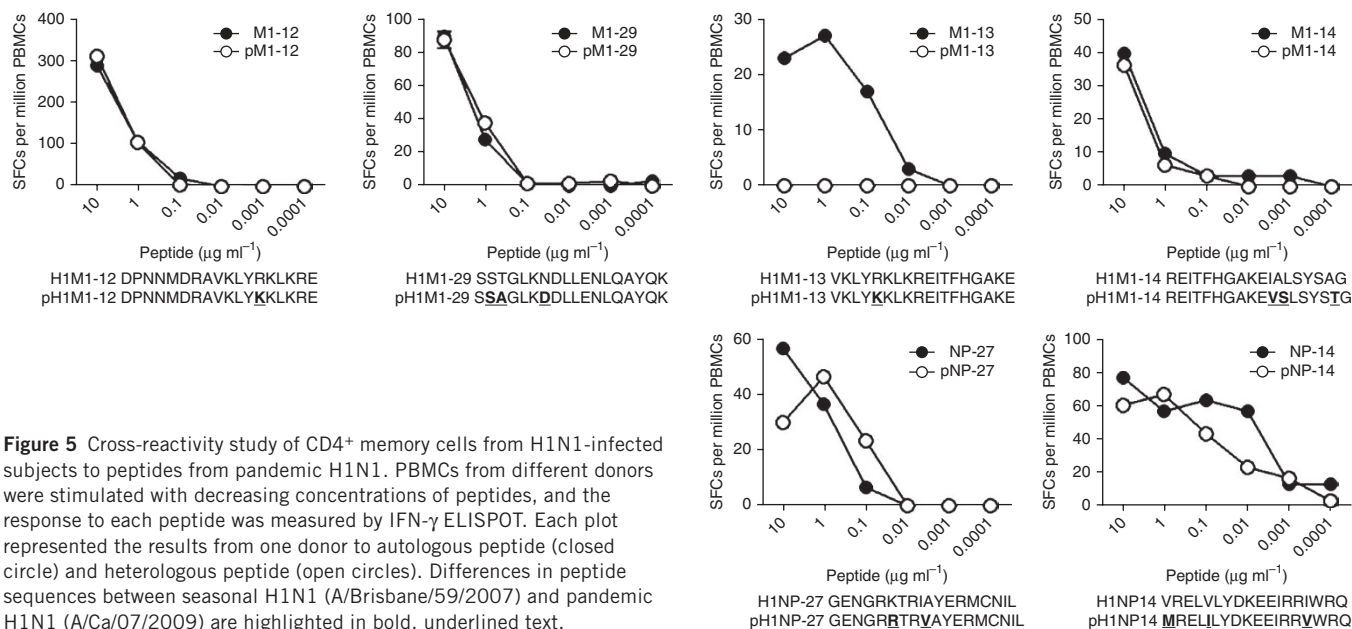 400
300
200
100
0
SFCs per million PBMCs
M1-12
pM1-12
10
1
0.1
0.01
0.001
0.0001
Peptide (μg ml⁻¹)
H1M1-12 DPNNMDRAVKLYRKLKRE
pH1M1-12 DPNNMDRAVKLYKKLKRE
100
80
60
40
20
0
SFCs per million PBMCs
M1-29
pM1-29
10
1
0.1
0.01
0.001
0.0001
Peptide (μg ml⁻¹)
H1M1-29 SSTGLKNDLLENLQAYQK
pH1M1-29 SSAGLKDDLLENLQAYQK
30
20
10
0
SFCs per million PBMCs
M1-13
pM1-13
10
1
0.1
0.01
0.001
0.0001
Peptide (μg ml⁻¹)
H1M1-13 VKLYRKLKREITFHGAKE
pH1M1-13 VKLYKKLKREITFHGAKE
50
40
30
20
10
0
SFCs per million PBMCs
M1-14
pM1-14
10
1
0.1
0.01
0.001
0.0001
Peptide (μg ml⁻¹)
H1M1-14 REITFHGAKEIALSYSAG
pH1M1-14 REITFHGAKEVSLSYSTG
60
40
20
0
SFCs per million PBMCs
NP-27
pNP-27
10
1
0.1
0.01
0.001
0.0001
Peptide (μg ml⁻¹)
H1NP-27 GENGRKTRIAYERMCNIL
pH1NP-27 GENGRRTRVAYERMCNIL
100
80
60
40
20
0
SFCs per million PBMCs
NP-14
pNP-14
10
1
0.1
0.01
0.001
0.0001
Peptide (μg ml⁻¹)
H1NP14 VRELVLYDKEEIRRIWRQ
pH1NP14 MRELILYDKEEIRRVWRQ
Figure 5 Cross-reactivity study of CD4⁺ memory cells from H1N1-infected
subjects to peptides from pandemic H1N1. PBMCs from different donors
were stimulated with decreasing concentrations of peptides, and the
response to each peptide was measured by IFN-γ ELISPOT. Each plot
represented the results from one donor to autologous peptide (closed
circle) and heterologous peptide (open circles). Differences in peptide
sequences between seasonal H1N1 (A/Brisbane/59/2007) and pandemic
H1N1 (A/Ca/07/2009) are highlighted in bold, underlined text.